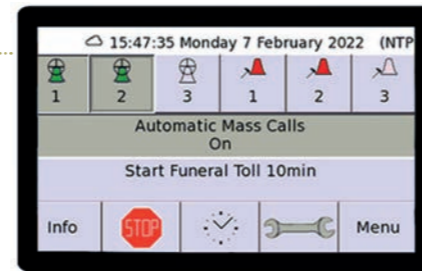 15:47:35 Monday 7 February 2022 (NTP
1 2 3 1 2 3
Automatic Mass Calls
On
Start Funeral Toll 10min
Info STOP Menu